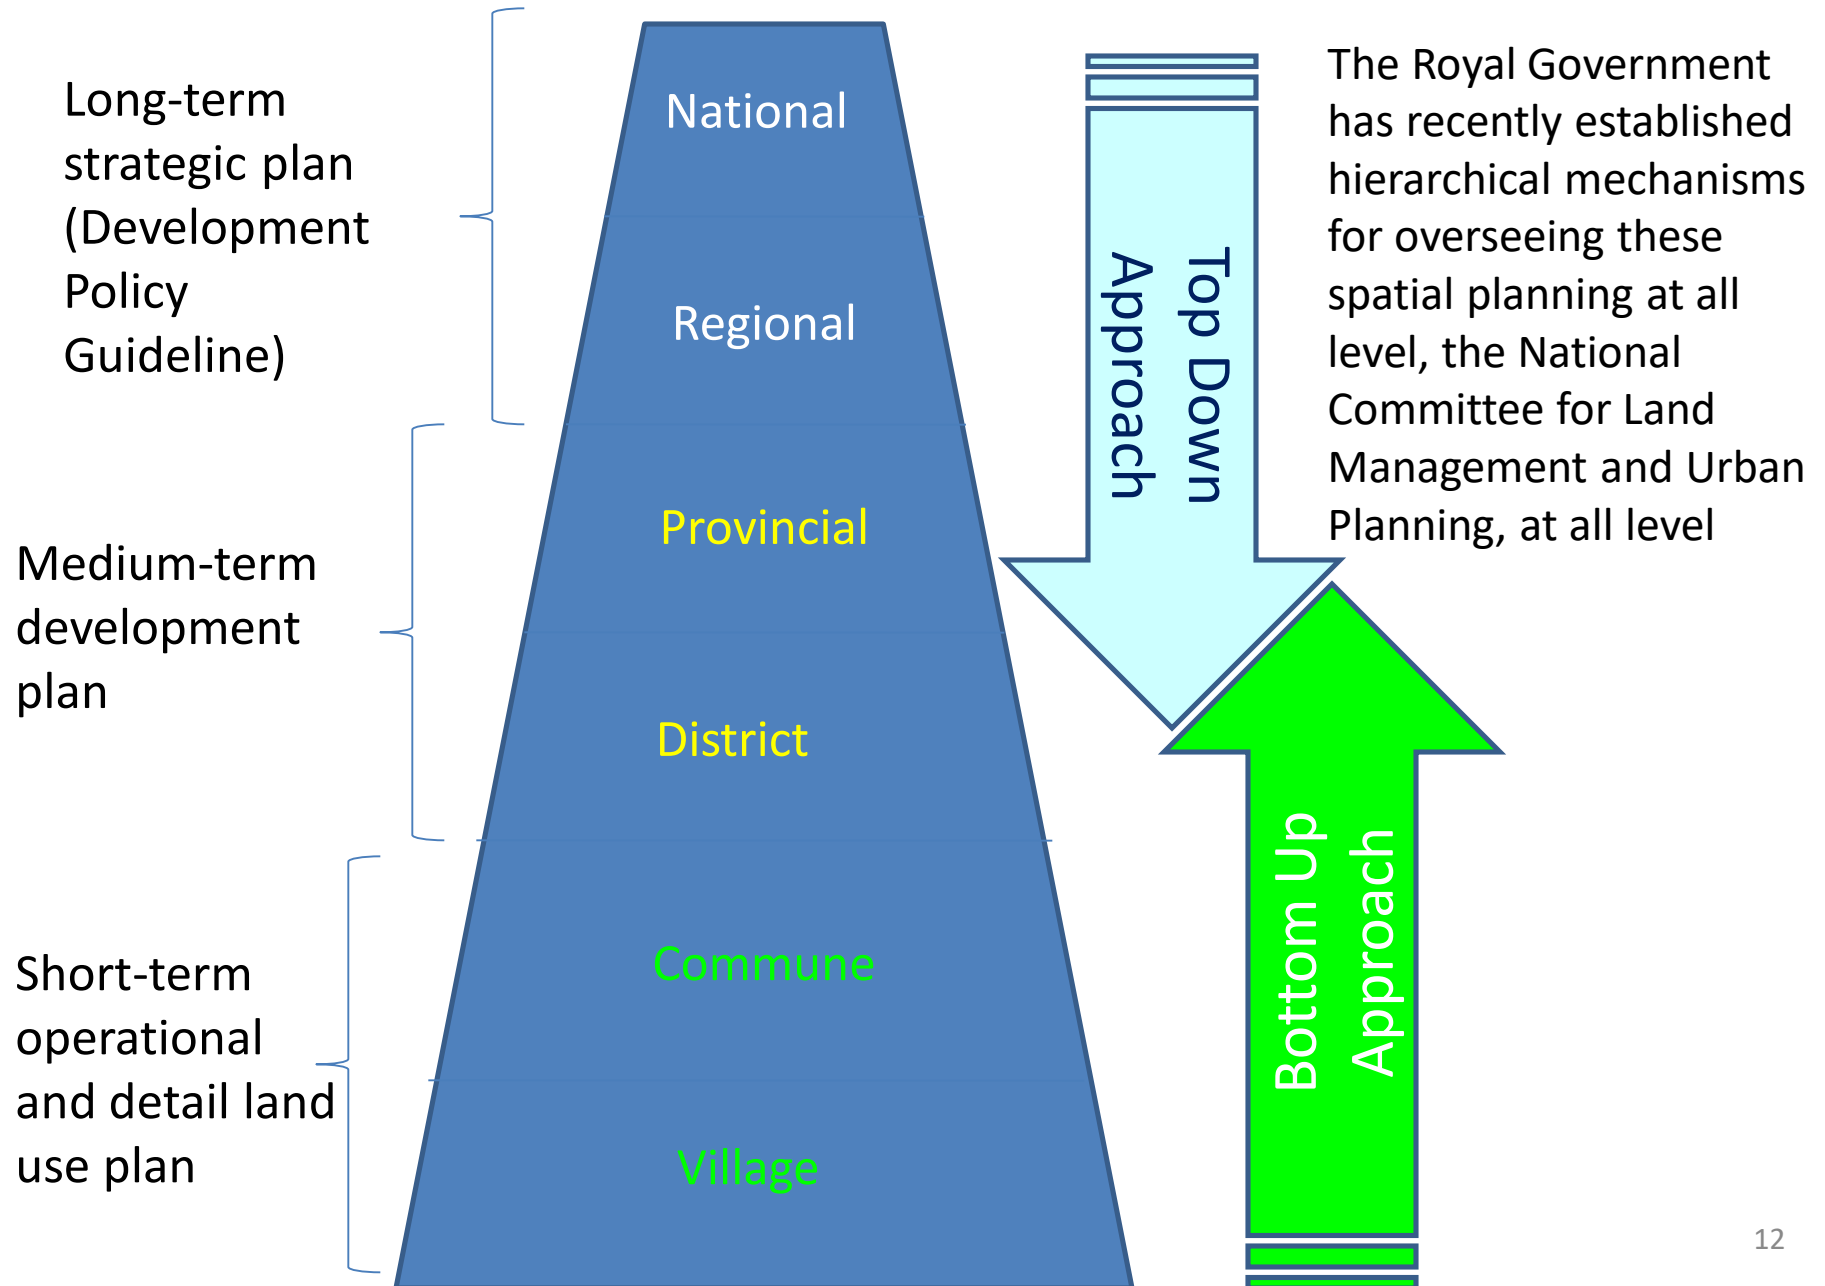 Long-term
strategic plan
(Development
Policy
Guideline)
Medium-term
development
plan
Short-term
operational
and detail land
use plan
National
Regional
Provincial
District
Commune
Village
Top Down
Approach
Bottom Up
Approach
The Royal Government
has recently established
hierarchical mechanisms
for overseeing these
spatial planning at all
level, the National
Committee for Land
Management and Urban
Planning, at all level
12